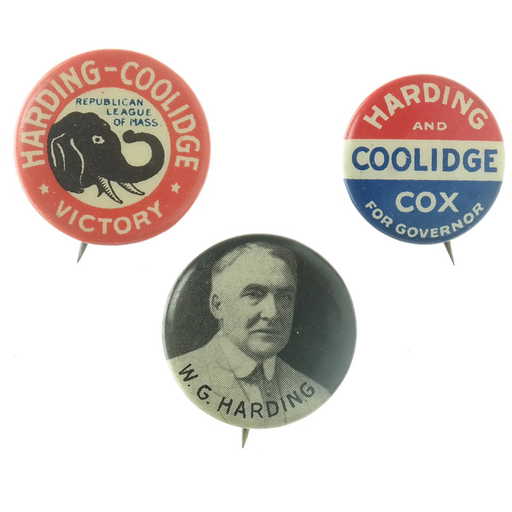 HARDING-COOLIDGE
REPUBLICAN
LEAGUE
OF MASS.
★ VICTORY ★
HARDING
AND
COOLIDGE
COX
FOR GOVERNOR
W. G. HARDING